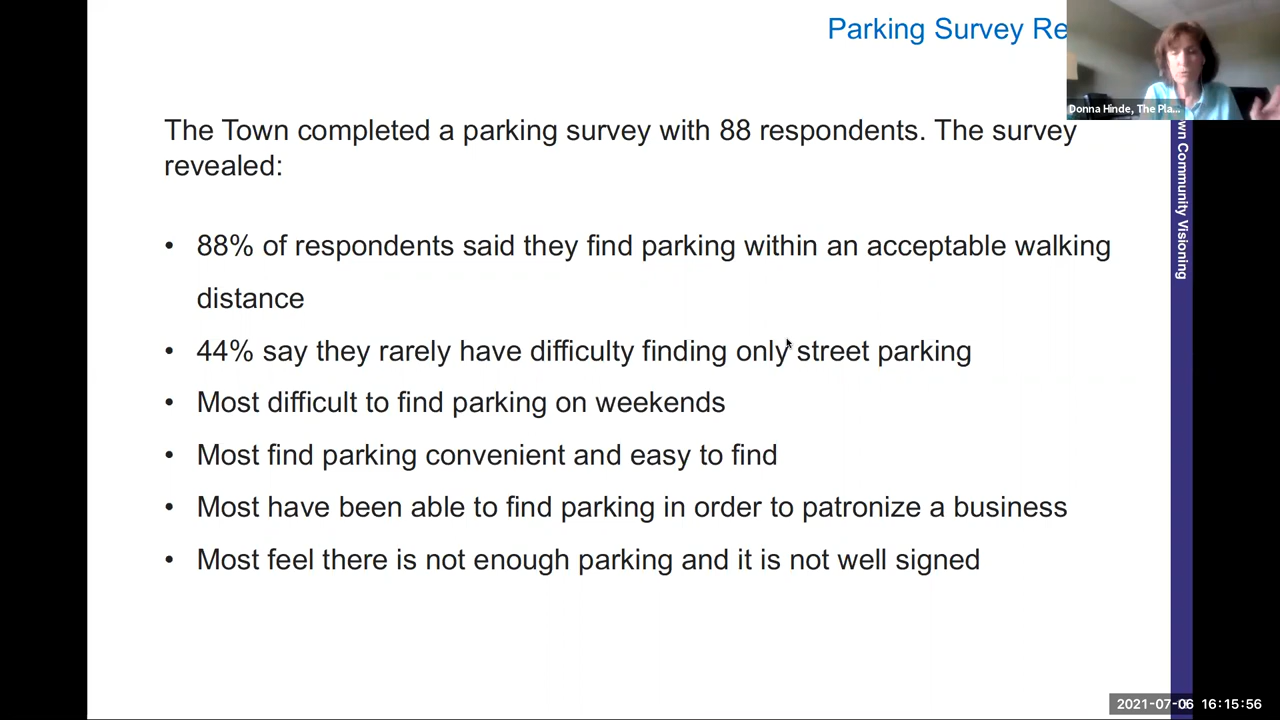 Parking Survey Re
Donna Hinde, The Pla...
The Town completed a parking survey with 88 respondents. The survey
revealed:
• 88% of respondents said they find parking within an acceptable walking
distance
• 44% say they rarely have difficulty finding only street parking
• Most difficult to find parking on weekends
• Most find parking convenient and easy to find
• Most have been able to find parking in order to patronize a business
• Most feel there is not enough parking and it is not well signed
wn Community Visioning
2021-07-06 16:15:56